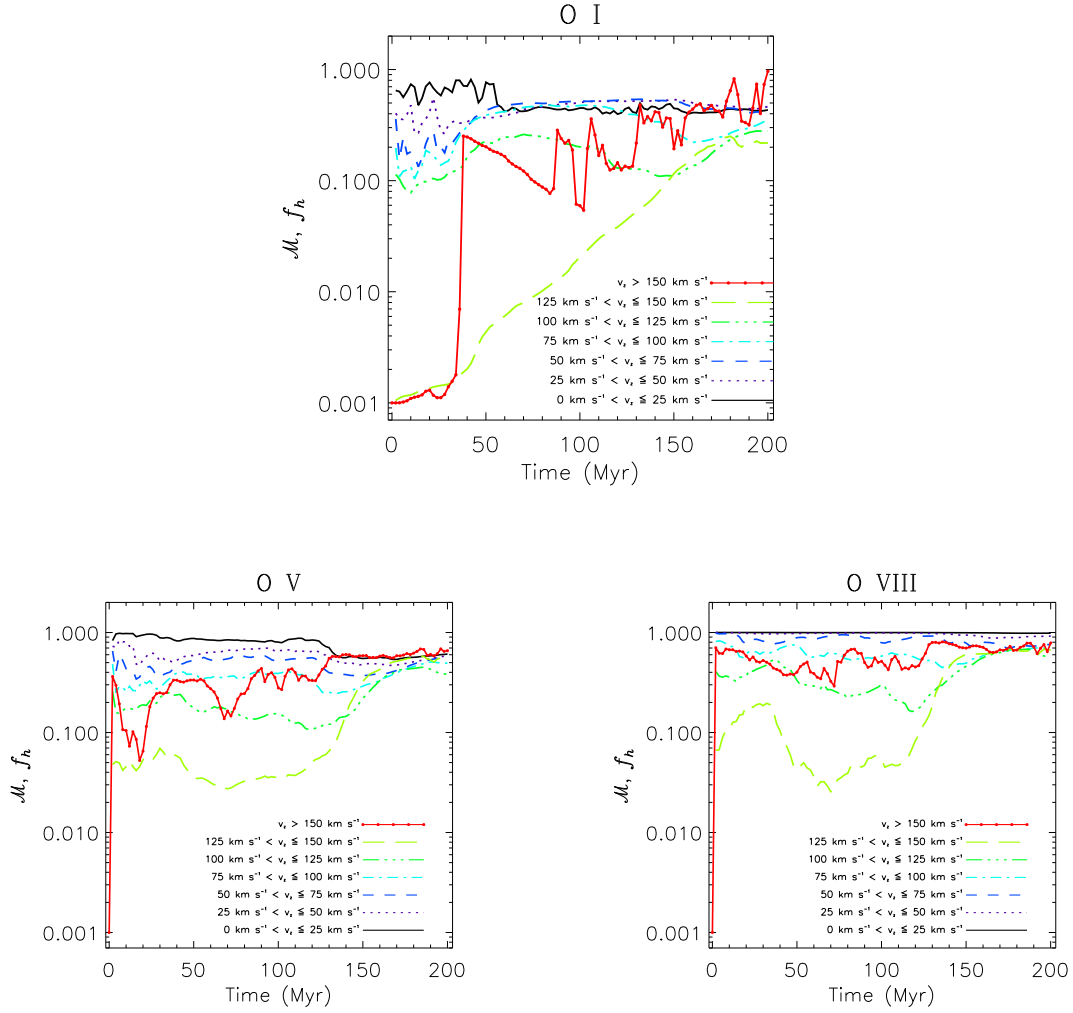 O I
1.000
0.100
0.010
0.001
ℳ, f_h
v_z > 150 km s⁻¹
125 km s⁻¹ < v_z ≦ 150 km s⁻¹
100 km s⁻¹ < v_z ≦ 125 km s⁻¹
75 km s⁻¹ < v_z ≦ 100 km s⁻¹
50 km s⁻¹ < v_z ≦ 75 km s⁻¹
25 km s⁻¹ < v_z ≦ 50 km s⁻¹
0 km s⁻¹ < v_z ≦ 25 km s⁻¹
0 50 100 150 200
Time (Myr)
O V
1.000
0.100
0.010
0.001
ℳ, f_h
v_z > 150 km s⁻¹
125 km s⁻¹ < v_z ≦ 150 km s⁻¹
100 km s⁻¹ < v_z ≦ 125 km s⁻¹
75 km s⁻¹ < v_z ≦ 100 km s⁻¹
50 km s⁻¹ < v_z ≦ 75 km s⁻¹
25 km s⁻¹ < v_z ≦ 50 km s⁻¹
0 km s⁻¹ < v_z ≦ 25 km s⁻¹
0 50 100 150 200
Time (Myr)
O VIII
1.000
0.100
0.010
0.001
ℳ, f_h
v_z > 150 km s⁻¹
125 km s⁻¹ < v_z ≦ 150 km s⁻¹
100 km s⁻¹ < v_z ≦ 125 km s⁻¹
75 km s⁻¹ < v_z ≦ 100 km s⁻¹
50 km s⁻¹ < v_z ≦ 75 km s⁻¹
25 km s⁻¹ < v_z ≦ 50 km s⁻¹
0 km s⁻¹ < v_z ≦ 25 km s⁻¹
0 50 100 150 200
Time (Myr)